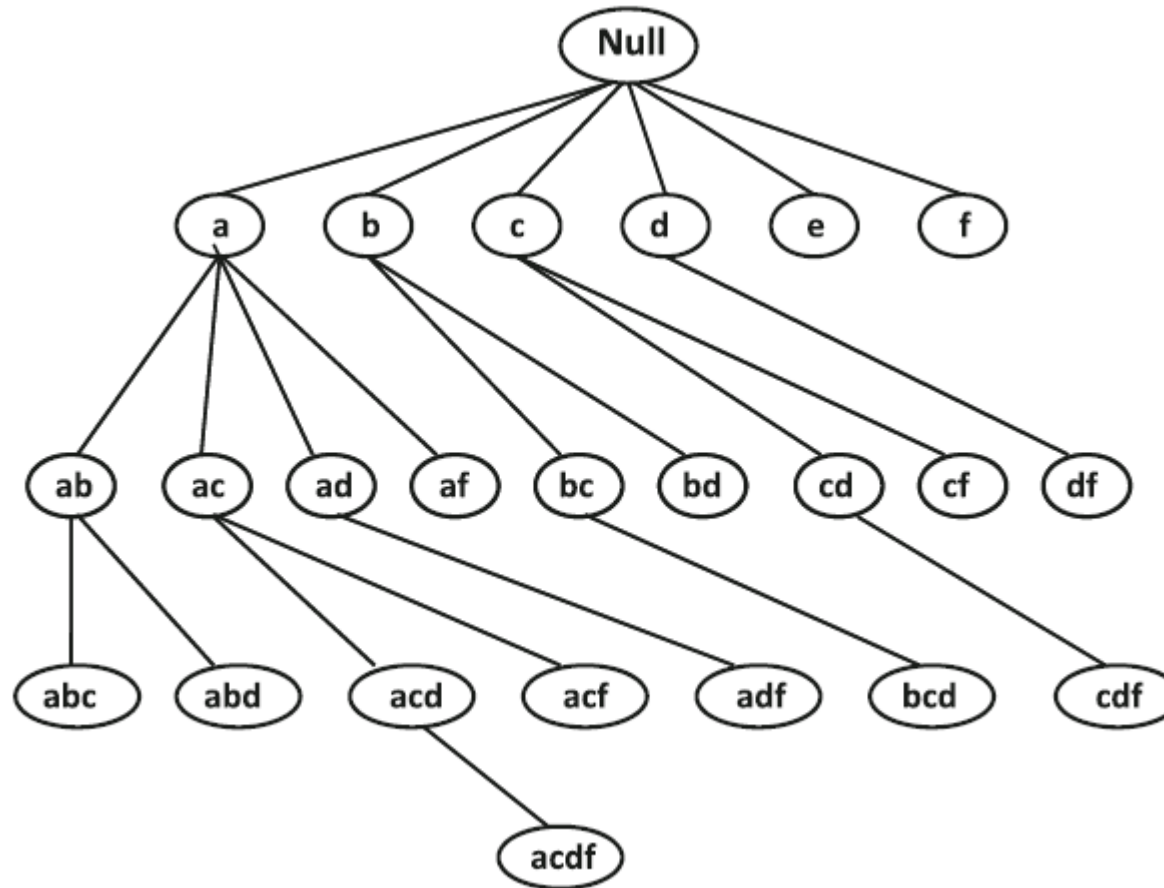 Null
a b c d e f
ab ac ad af bc bd cd cf df
abc abd acd acf adf bcd cdf
acdf